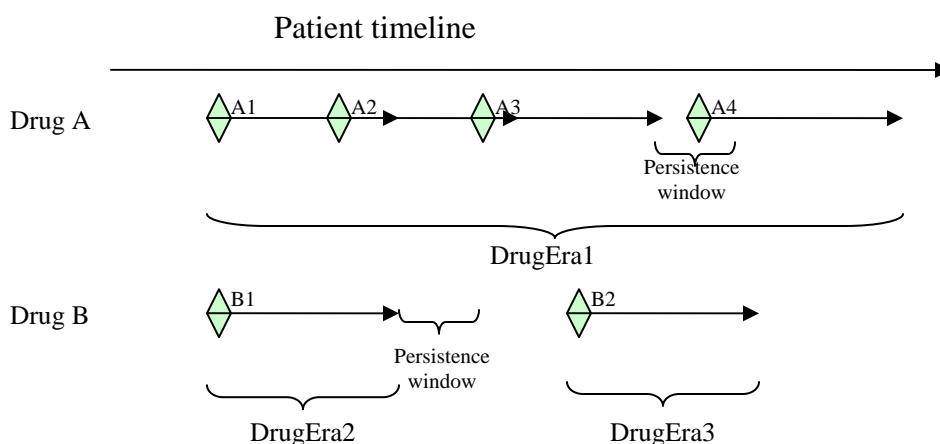 Patient timeline
Drug A
A1
A2
A3
A4
Persistence
window
DrugEra1
Drug B
B1
B2
Persistence
window
DrugEra2
DrugEra3